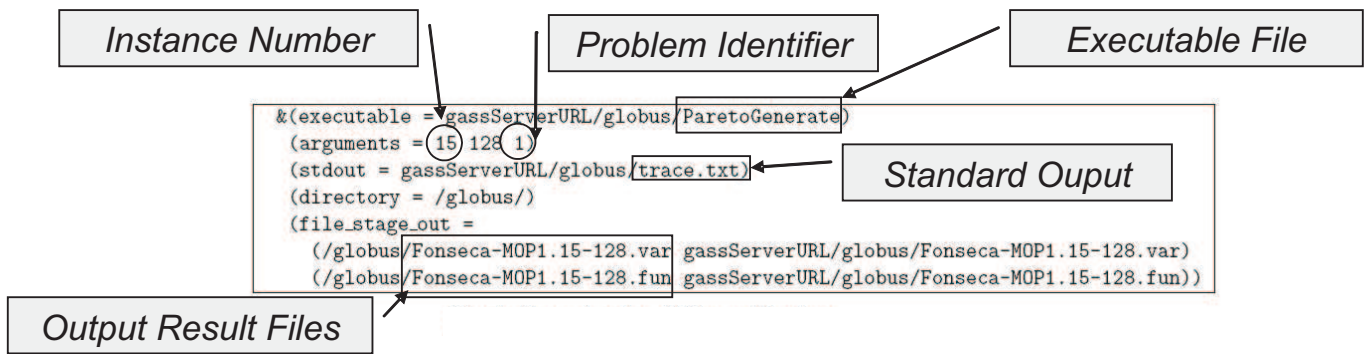 Instance Number
Problem Identifier
Executable File
&(executable = gassServerURL/globus/ParetoGenerate)
(arguments = 15 128 1)
(stdout = gassServerURL/globus/trace.txt)
Standard Ouput
(directory = /globus/)
(file_stage_out =
(/globus/Fonseca-MOP1.15-128.var gassServerURL/globus/Fonseca-MOP1.15-128.var)
(/globus/Fonseca-MOP1.15-128.fun gassServerURL/globus/Fonseca-MOP1.15-128.fun))
Output Result Files